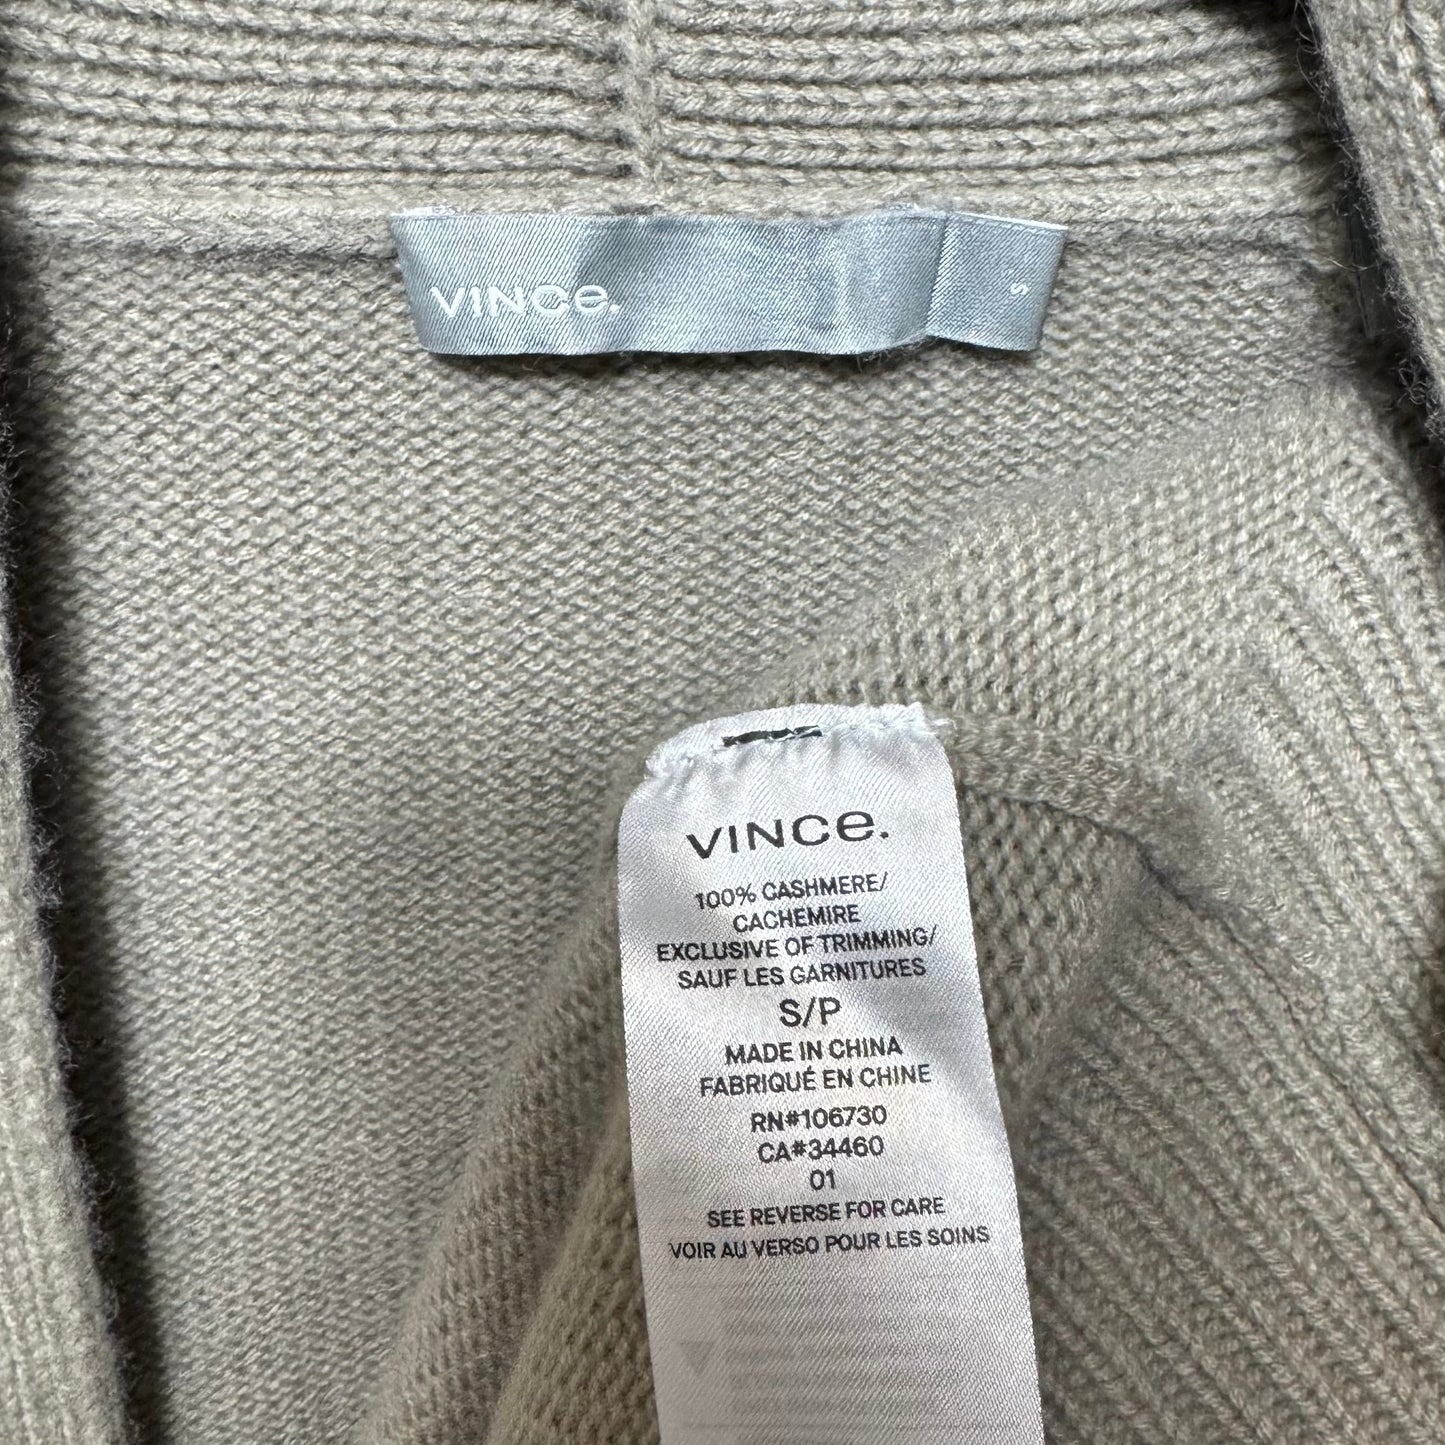 VINCe.
S
VINCe.
100% CASHMERE/
CACHEMIRE
EXCLUSIVE OF TRIMMING/
SAUF LES GARNITURES
S/P
MADE IN CHINA
FABRIQUÉ EN CHINE
RN#106730
CA#34460
01
SEE REVERSE FOR CARE
VOIR AU VERSO POUR LES SOINS